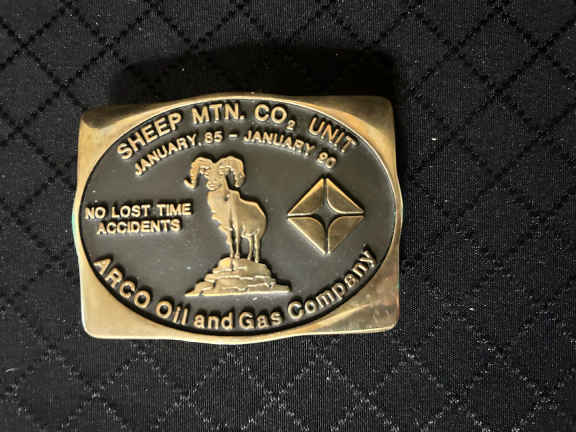 SHEEP MTN. CO₂ UNIT
JANUARY, 85 - JANUARY 90
NO LOST TIME
ACCIDENTS
ARCO Oil and Gas Company